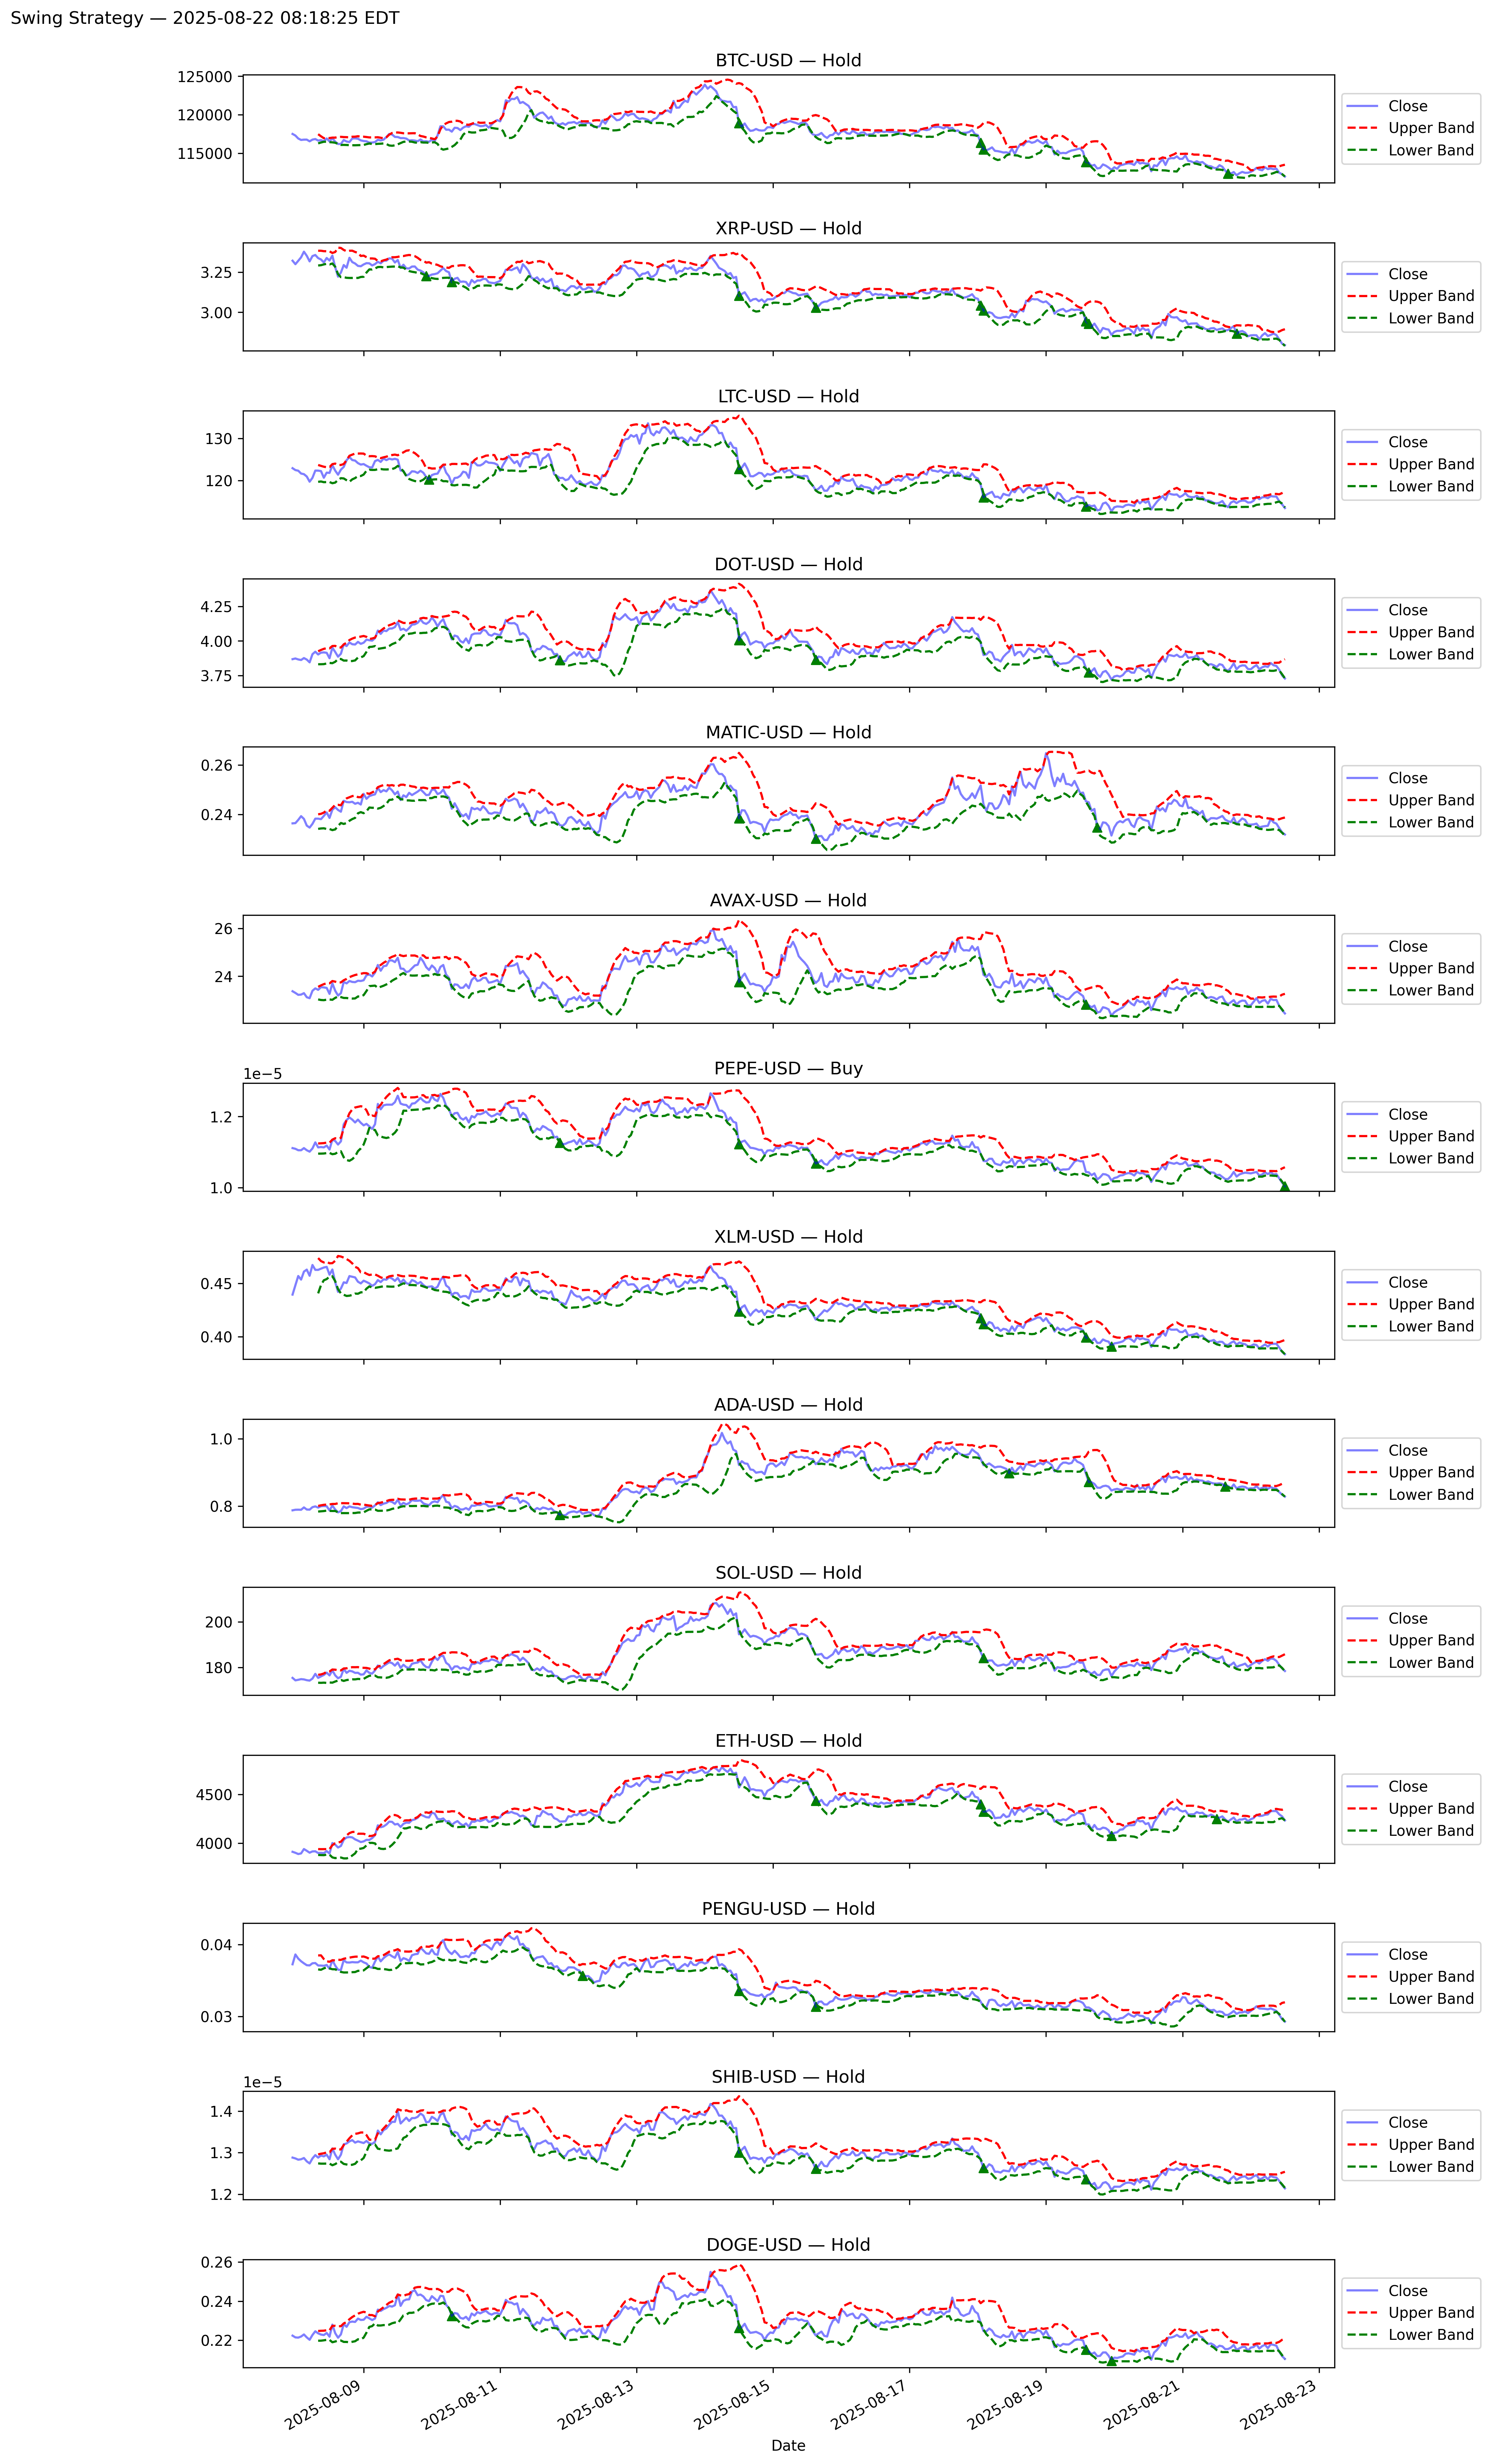 Swing Strategy — 2025-08-22 08:18:25 EDT
BTC-USD — Hold
125000
120000
115000
Close
Upper Band
Lower Band
XRP-USD — Hold
3.25
3.00
Close
Upper Band
Lower Band
LTC-USD — Hold
130
120
Close
Upper Band
Lower Band
DOT-USD — Hold
4.25
4.00
3.75
Close
Upper Band
Lower Band
MATIC-USD — Hold
0.26
0.24
Close
Upper Band
Lower Band
AVAX-USD — Hold
26
24
Close
Upper Band
Lower Band
PEPE-USD — Buy
1e−5
1.2
1.0
Close
Upper Band
Lower Band
XLM-USD — Hold
0.45
0.40
Close
Upper Band
Lower Band
ADA-USD — Hold
1.0
0.8
Close
Upper Band
Lower Band
SOL-USD — Hold
200
180
Close
Upper Band
Lower Band
ETH-USD — Hold
4500
4000
Close
Upper Band
Lower Band
PENGU-USD — Hold
0.04
0.03
Close
Upper Band
Lower Band
SHIB-USD — Hold
1e−5
1.4
1.3
1.2
Close
Upper Band
Lower Band
DOGE-USD — Hold
0.26
0.24
0.22
Close
Upper Band
Lower Band
2025-08-09
2025-08-11
2025-08-13
2025-08-15
2025-08-17
2025-08-19
2025-08-21
2025-08-23
Date